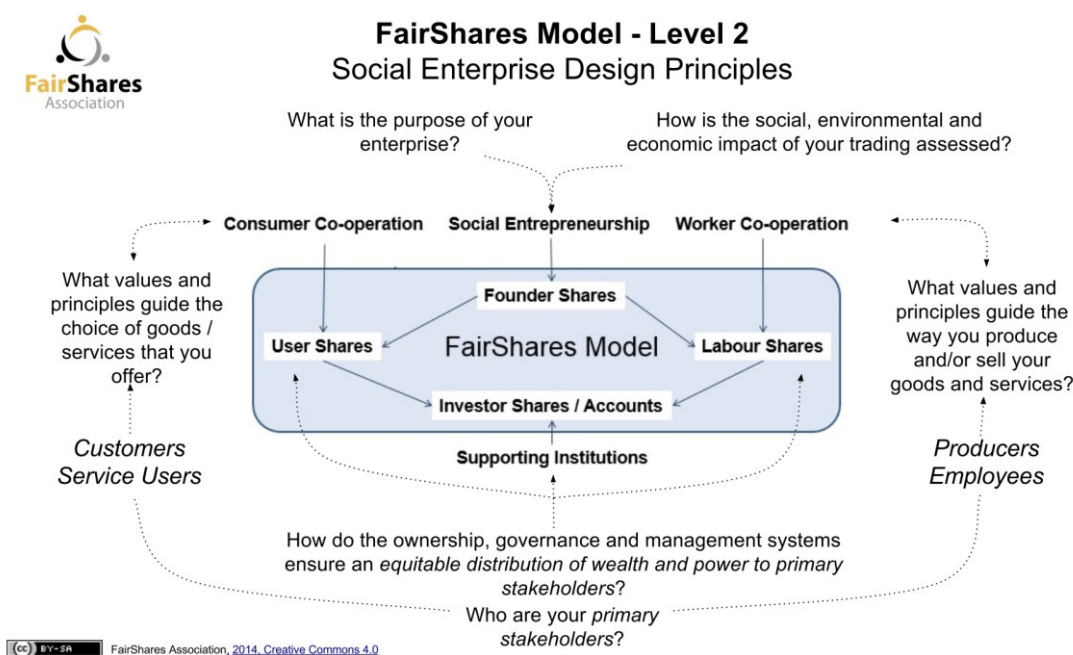 FairShares Model - Level 2
Social Enterprise Design Principles
FairShares
Association
What is the purpose of your
enterprise?
How is the social, environmental and
economic impact of your trading assessed?
Consumer Co-operation
Social Entrepreneurship
Worker Co-operation
What values and
principles guide the
choice of goods /
services that you
offer?
Founder Shares
User Shares
FairShares Model
Labour Shares
Investor Shares / Accounts
What values and
principles guide the
way you produce
and/or sell your
goods and services?
Customers
Service Users
Supporting Institutions
Producers
Employees
How do the ownership, governance and management systems
ensure an equitable distribution of wealth and power to primary
stakeholders?
Who are your primary
stakeholders?
(cc) BY-SA
FairShares Association, 2014, Creative Commons 4.0